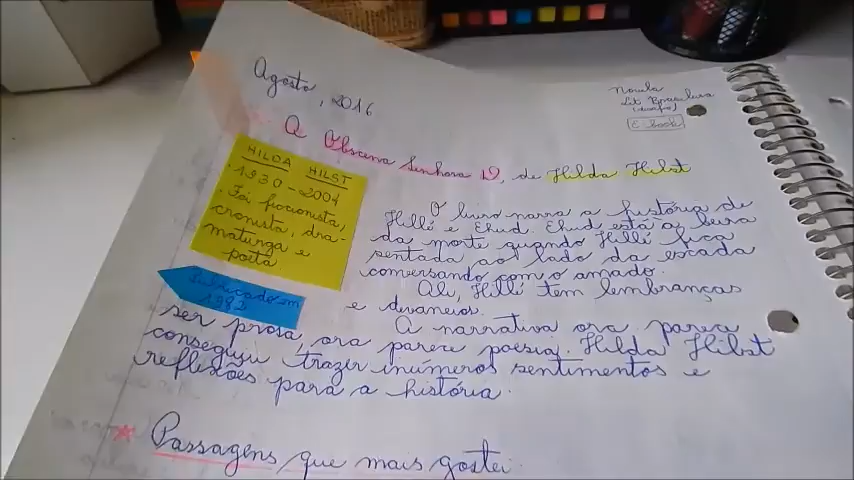 Agosto, 2016
Novela
Lit. Brasileira
E-book
A Obscena Senhora D, de Hilda Hilst
HILDA HILST
• 1930-2004
• Foi ficcionista,
cronista, dra-
maturga e
poeta.
Publicado em
1982
O livro narra a história de
Hillé e Ehud. Ehud está à beira
da morte quando Hillé fica
sentada ao lado da escada
conversando com o amado.
Ali, Hillé tem lembranças
e devaneios.
A narrativa ora parece
ser prosa, ora parece poesia. Hilda Hilst
conseguiu trazer inúmeros sentimentos e
reflexões para a história.
Passagens que mais gostei